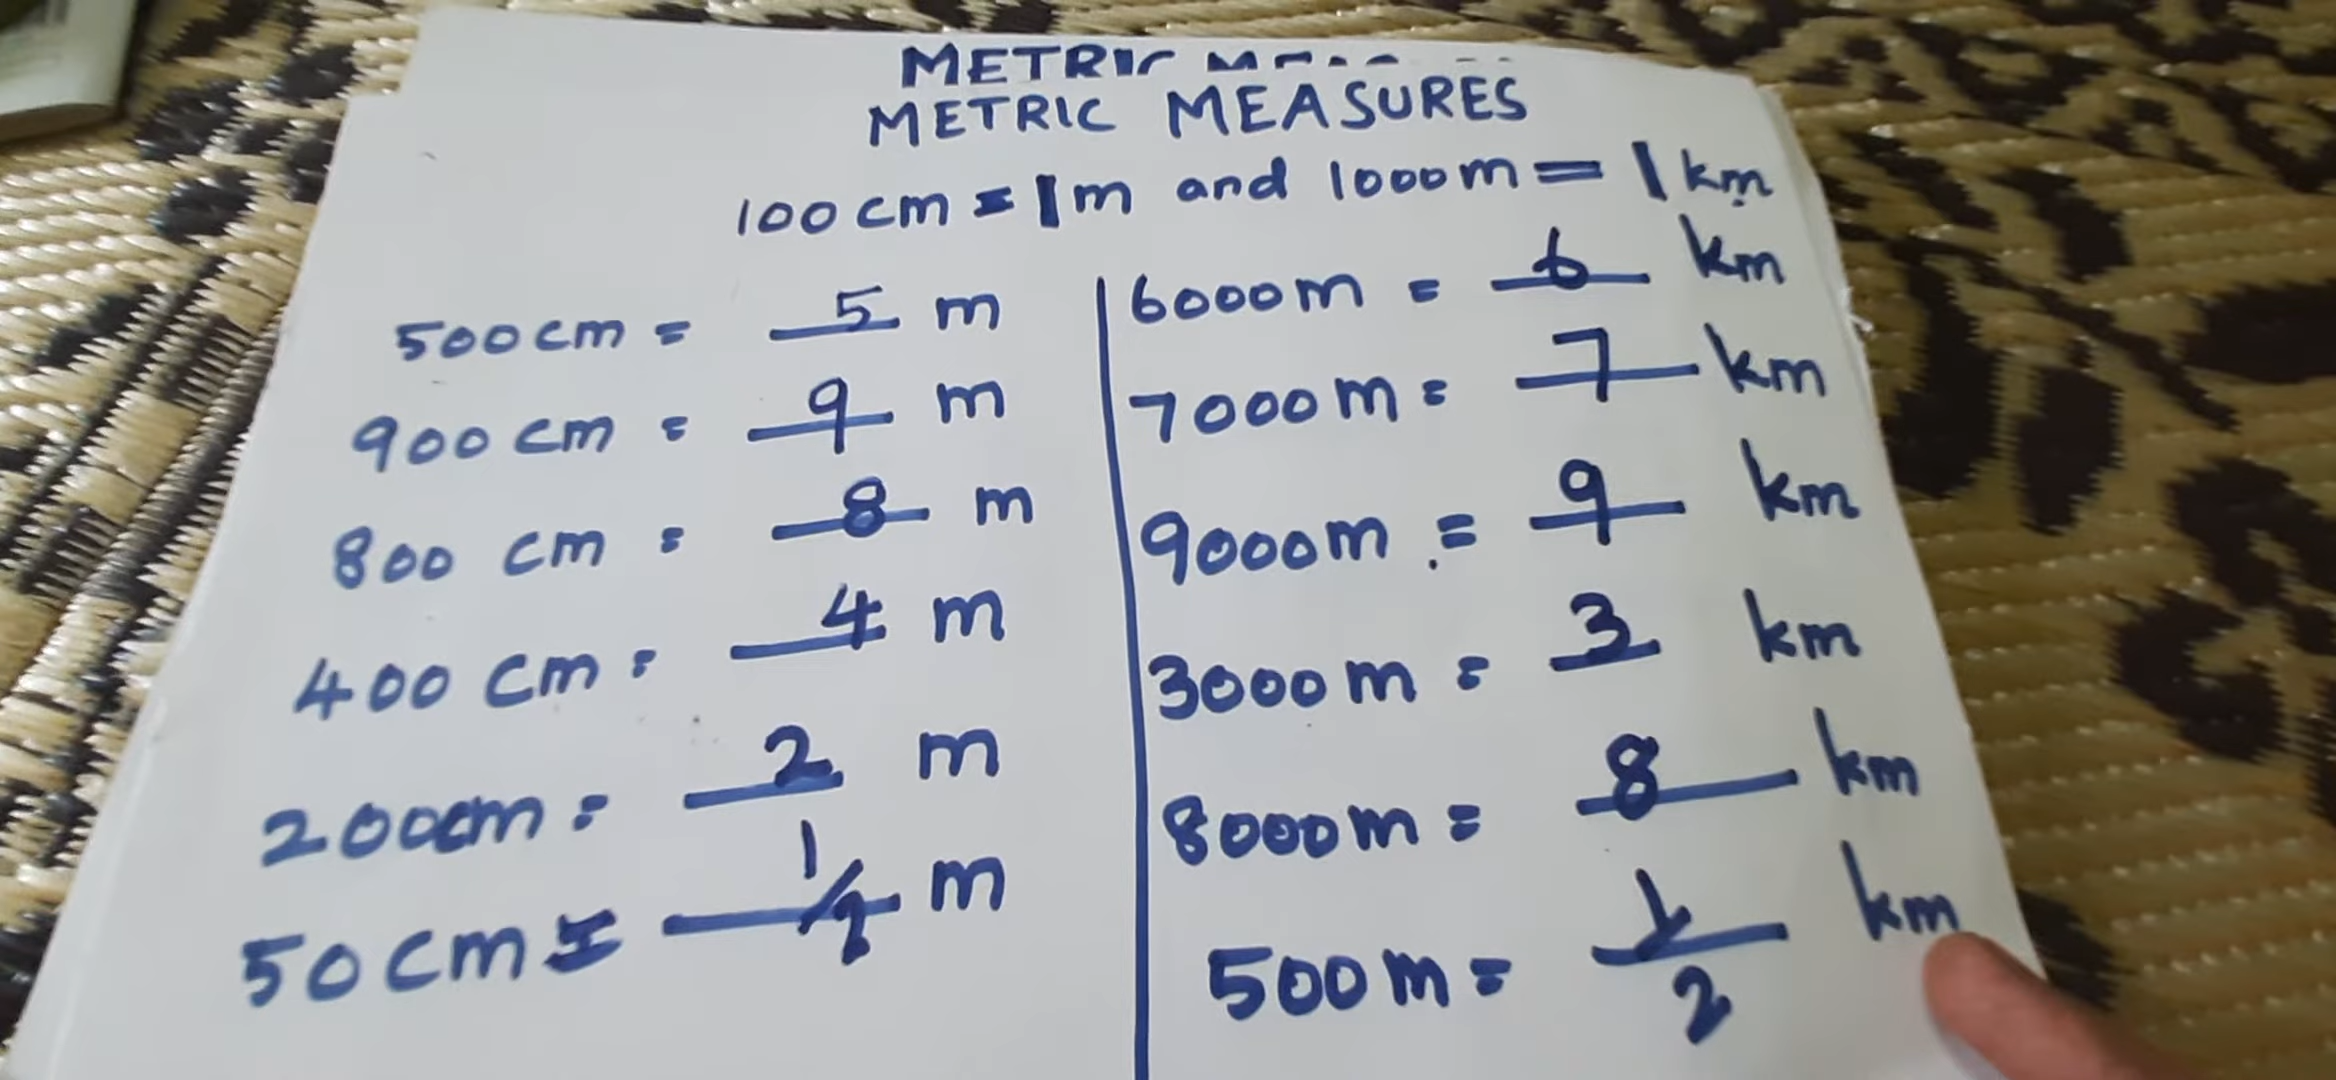 METRIC
METRIC MEASURES
100 cm = 1 m and 1000 m = 1 km
500 cm = 5 m
900 cm = 9 m
800 cm = 8 m
400 cm = 4 m
200cm = 2 m
50 cm = 1/2 m
6000 m = 6 km
7000 m = 7 km
9000 m = 9 km
3000 m = 3 km
8000 m = 8 km
500 m = 1/2 km